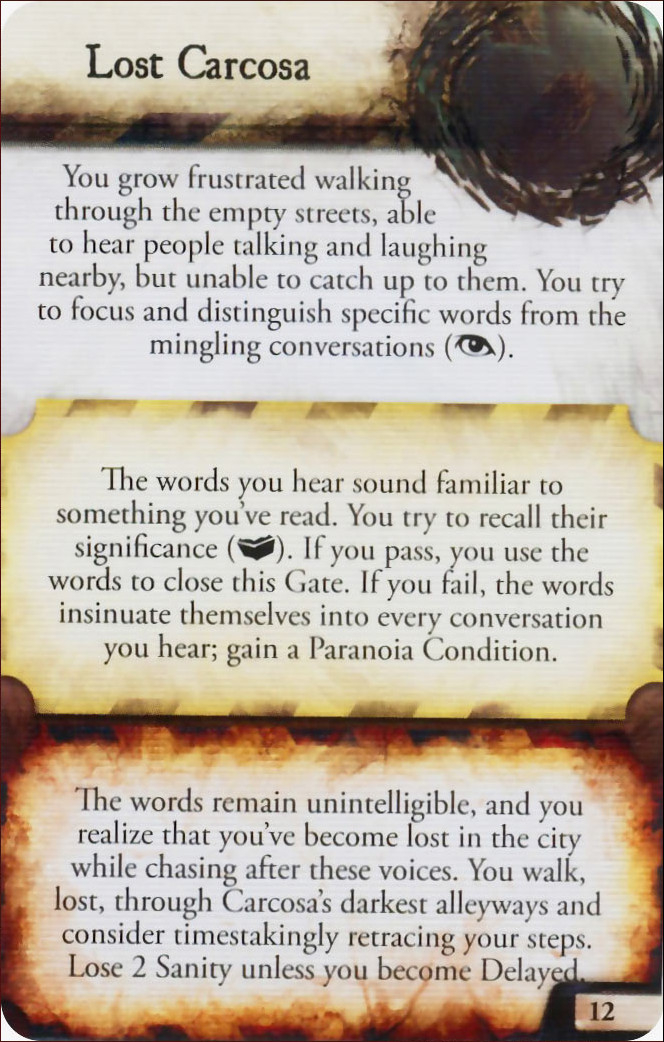 Lost Carcosa
You grow frustrated walking
through the empty streets, able
to hear people talking and laughing
nearby, but unable to catch up to them. You try
to focus and distinguish specific words from the
mingling conversations ( ).
The words you hear sound familiar to
something you've read. You try to recall their
significance ( ). If you pass, you use the
words to close this Gate. If you fail, the words
insinuate themselves into every conversation
you hear; gain a Paranoia Condition.
The words remain unintelligible, and you
realize that you've become lost in the city
while chasing after these voices. You walk,
lost, through Carcosa's darkest alleyways and
consider timestakingly retracing your steps.
Lose 2 Sanity unless you become Delayed.
12